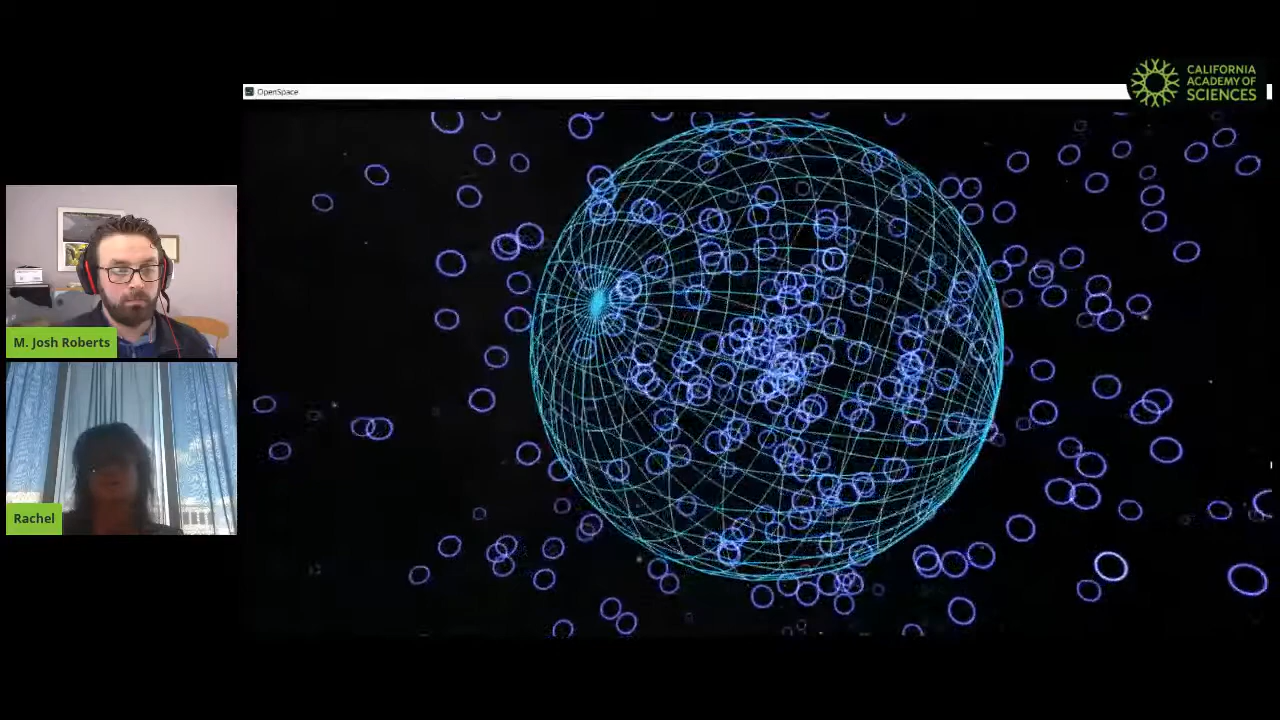 OpenSpace
CALIFORNIA
ACADEMY OF
SCIENCES
M. Josh Roberts
Rachel